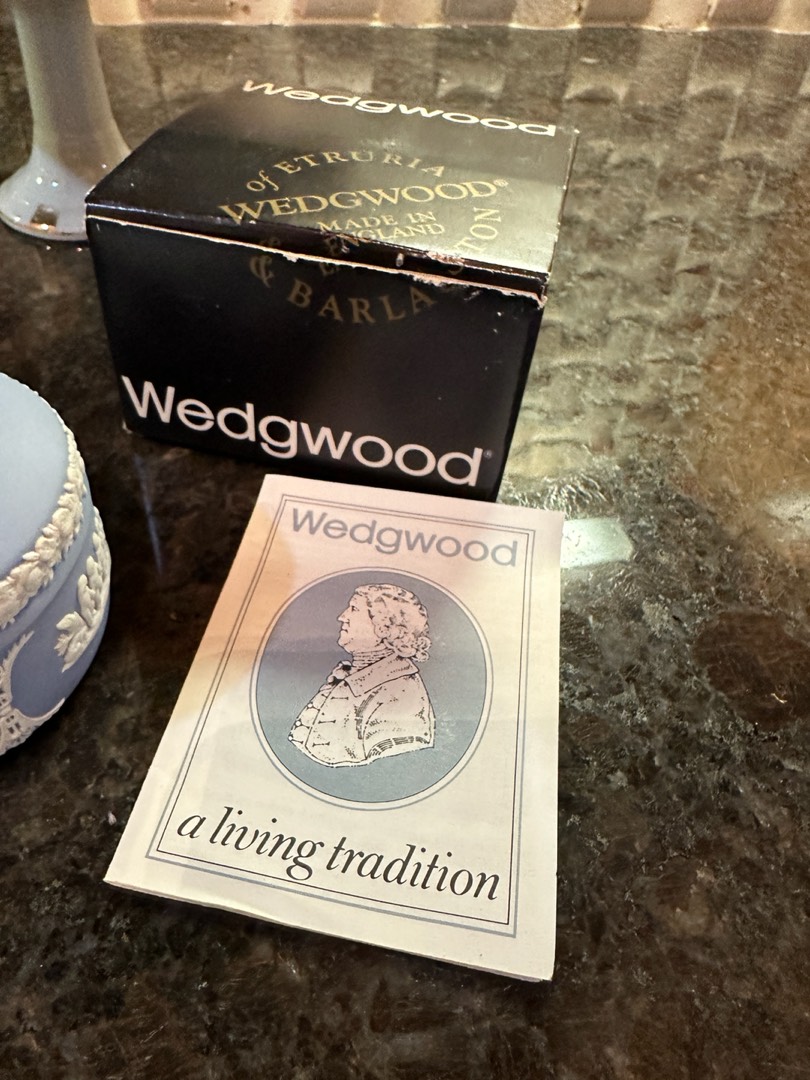 Wedgwood
of ETRURIA
WEDGWOOD®
MADE IN
ENGLAND
& BARLASTON
Wedgwood®
Wedgwood
a living tradition